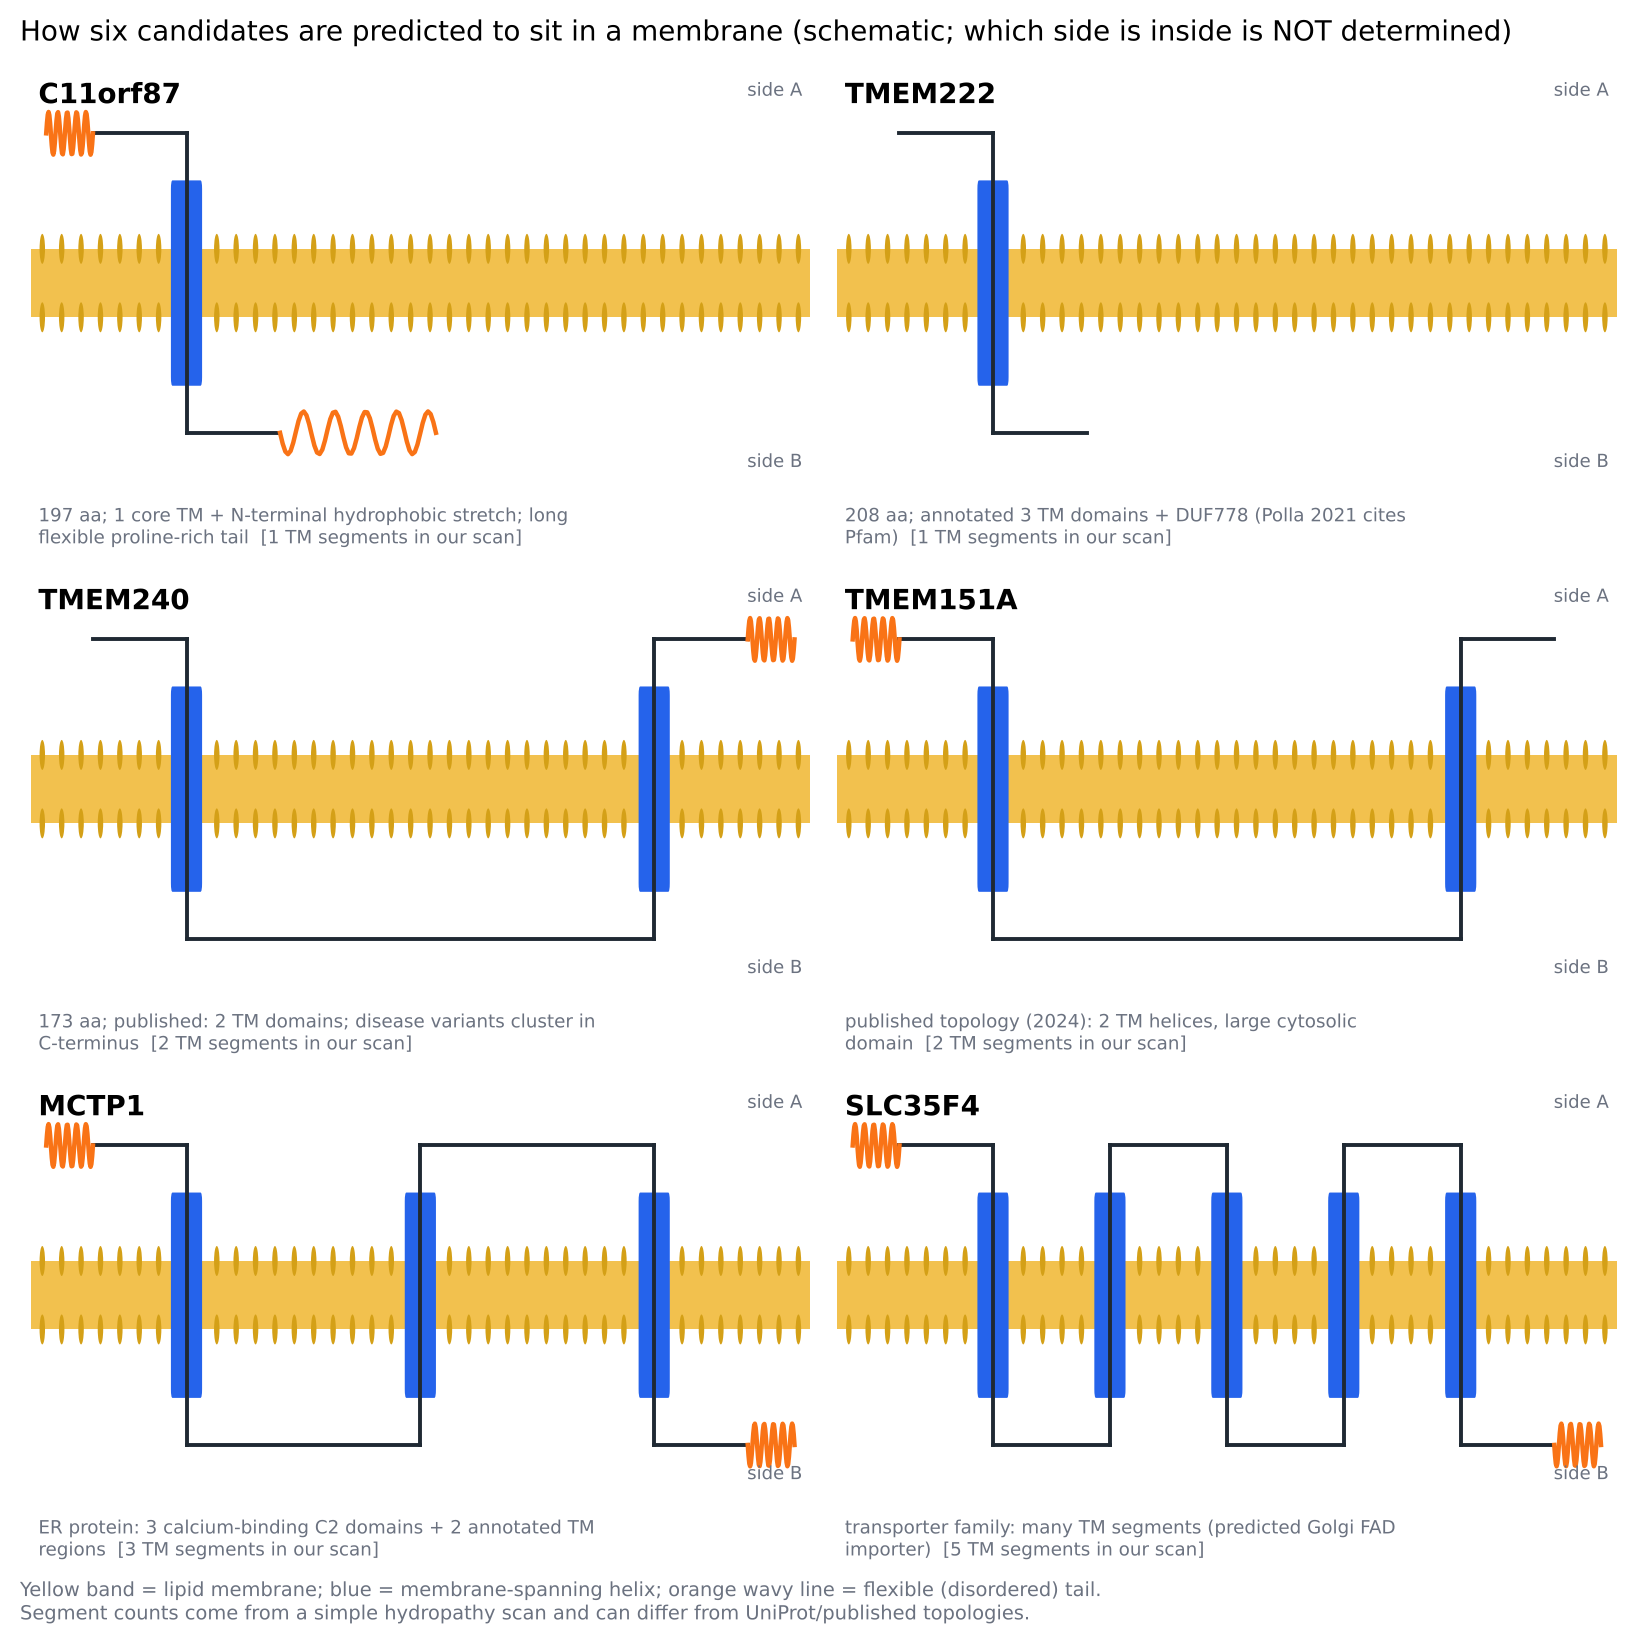 How six candidates are predicted to sit in a membrane (schematic; which side is inside is NOT determined)
C11orf87
side A
side B
197 aa; 1 core TM + N-terminal hydrophobic stretch; long
flexible proline-rich tail  [1 TM segments in our scan]
TMEM222
side A
side B
208 aa; annotated 3 TM domains + DUF778 (Polla 2021 cites
Pfam)  [1 TM segments in our scan]
TMEM240
side A
side B
173 aa; published: 2 TM domains; disease variants cluster in
C-terminus  [2 TM segments in our scan]
TMEM151A
side A
side B
published topology (2024): 2 TM helices, large cytosolic
domain  [2 TM segments in our scan]
MCTP1
side A
side B
ER protein: 3 calcium-binding C2 domains + 2 annotated TM
regions  [3 TM segments in our scan]
SLC35F4
side A
side B
transporter family: many TM segments (predicted Golgi FAD
importer)  [5 TM segments in our scan]
Yellow band = lipid membrane; blue = membrane-spanning helix; orange wavy line = flexible (disordered) tail.
Segment counts come from a simple hydropathy scan and can differ from UniProt/published topologies.